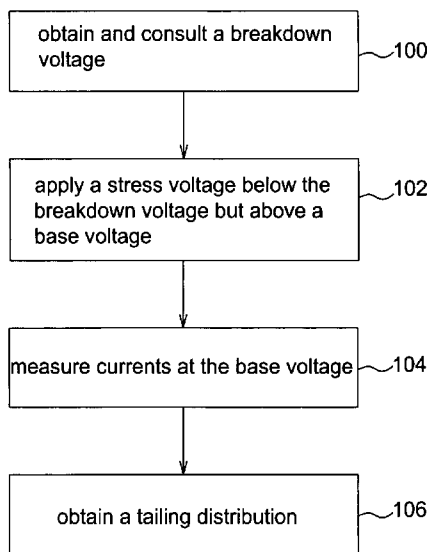 obtain and consult a breakdown
voltage
100
apply a stress voltage below the
breakdown voltage but above a
base voltage
102
measure currents at the base voltage
104
obtain a tailing distribution
106